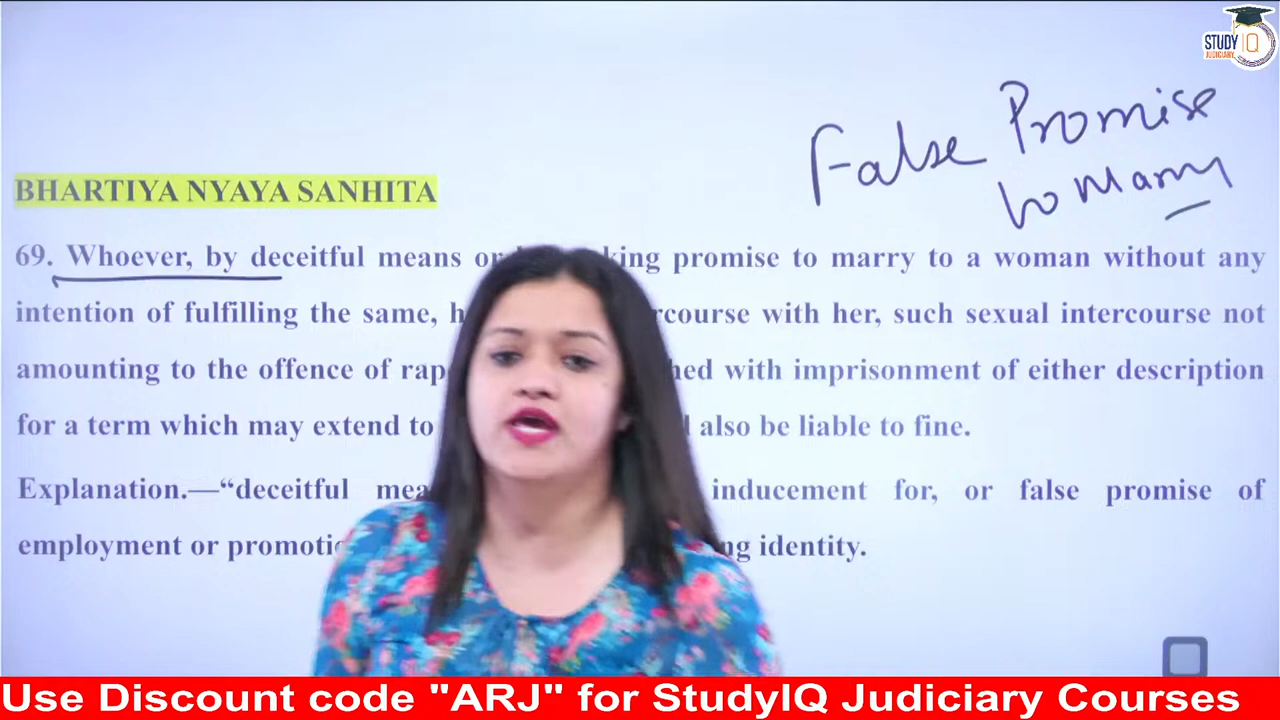 STUDY IQ
JUDICIARY
False Promise
to Marry
BHARTIYA NYAYA SANHITA
69. Whoever, by deceitful means or king promise to marry to a woman without any
intention of fulfilling the same, h rcourse with her, such sexual intercourse not
amounting to the offence of rap hed with imprisonment of either description
for a term which may extend to also be liable to fine.
Explanation.—“deceitful mea inducement for, or false promise of
employment or promotio ng identity.
Use Discount code "ARJ" for StudyIQ Judiciary Courses